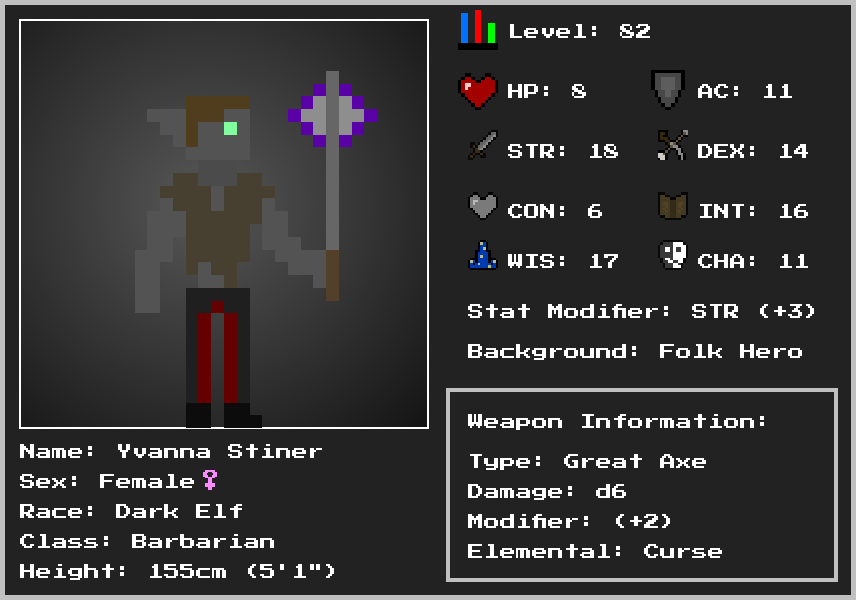 Level: 82
HP: 8 AC: 11
STR: 18 DEX: 14
CON: 6 INT: 16
WIS: 17 CHA: 11
Stat Modifier: STR (+3)
Background: Folk Hero
Weapon Information:
Type: Great Axe
Damage: d6
Modifier: (+2)
Elemental: Curse
Name: Yvanna Stiner
Sex: Female♀
Race: Dark Elf
Class: Barbarian
Height: 155cm (5'1")